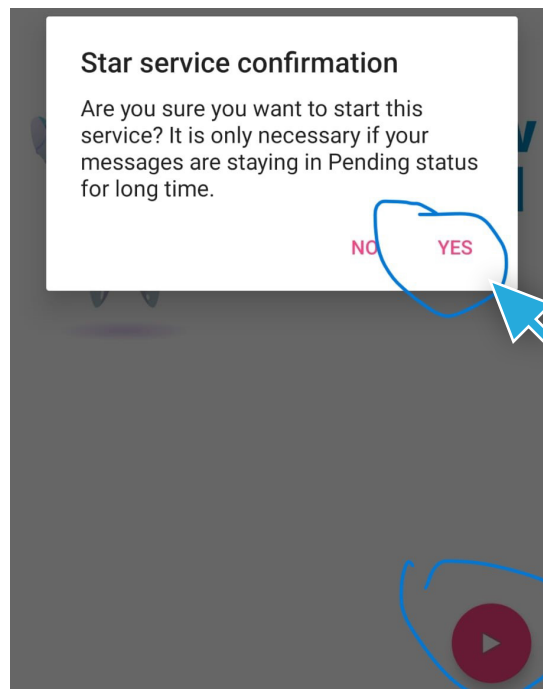 Star service confirmation
Are you sure you want to start this
service? It is only necessary if your
messages are staying in Pending status
for long time.
NO YES